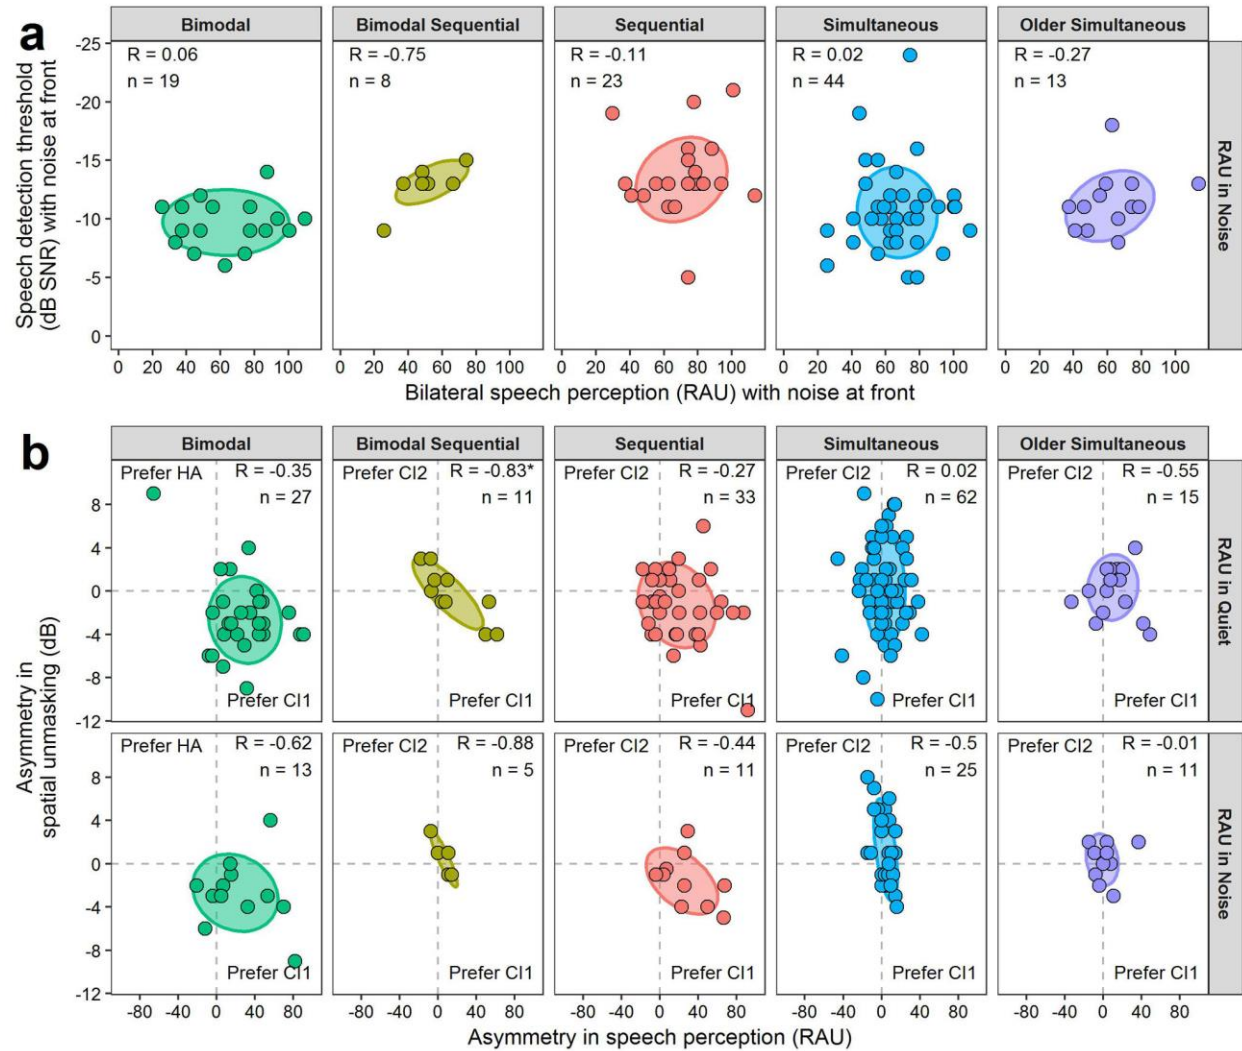 a
Bimodal
Bimodal Sequential
Sequential
Simultaneous
Older Simultaneous
Speech detection threshold
(dB SNR) with noise at front
-25
-20
-15
-10
-5
0
R = 0.06
n = 19
R = -0.75
n = 8
R = -0.11
n = 23
R = 0.02
n = 44
R = -0.27
n = 13
RAU in Noise
0 20 40 60 80 100
0 20 40 60 80 100
0 20 40 60 80 100
0 20 40 60 80 100
0 20 40 60 80 100
Bilateral speech perception (RAU) with noise at front
b
Bimodal
Bimodal Sequential
Sequential
Simultaneous
Older Simultaneous
Asymmetry in
spatial unmasking (dB)
8
4
0
-4
-8
-12
Prefer HA
R = -0.35
n = 27
Prefer CI1
Prefer CI2
R = -0.83*
n = 11
Prefer CI1
Prefer CI2
R = -0.27
n = 33
Prefer CI1
Prefer CI2
R = 0.02
n = 62
Prefer CI1
Prefer CI2
R = -0.55
n = 15
Prefer CI1
RAU in Quiet
8
4
0
-4
-8
-12
Prefer HA
R = -0.62
n = 13
Prefer CI1
Prefer CI2
R = -0.88
n = 5
Prefer CI1
Prefer CI2
R = -0.44
n = 11
Prefer CI1
Prefer CI2
R = -0.5
n = 25
Prefer CI1
Prefer CI2
R = -0.01
n = 11
Prefer CI1
RAU in Noise
-80 -40 0 40 80
-80 -40 0 40 80
-80 -40 0 40 80
-80 -40 0 40 80
-80 -40 0 40 80
Asymmetry in speech perception (RAU)